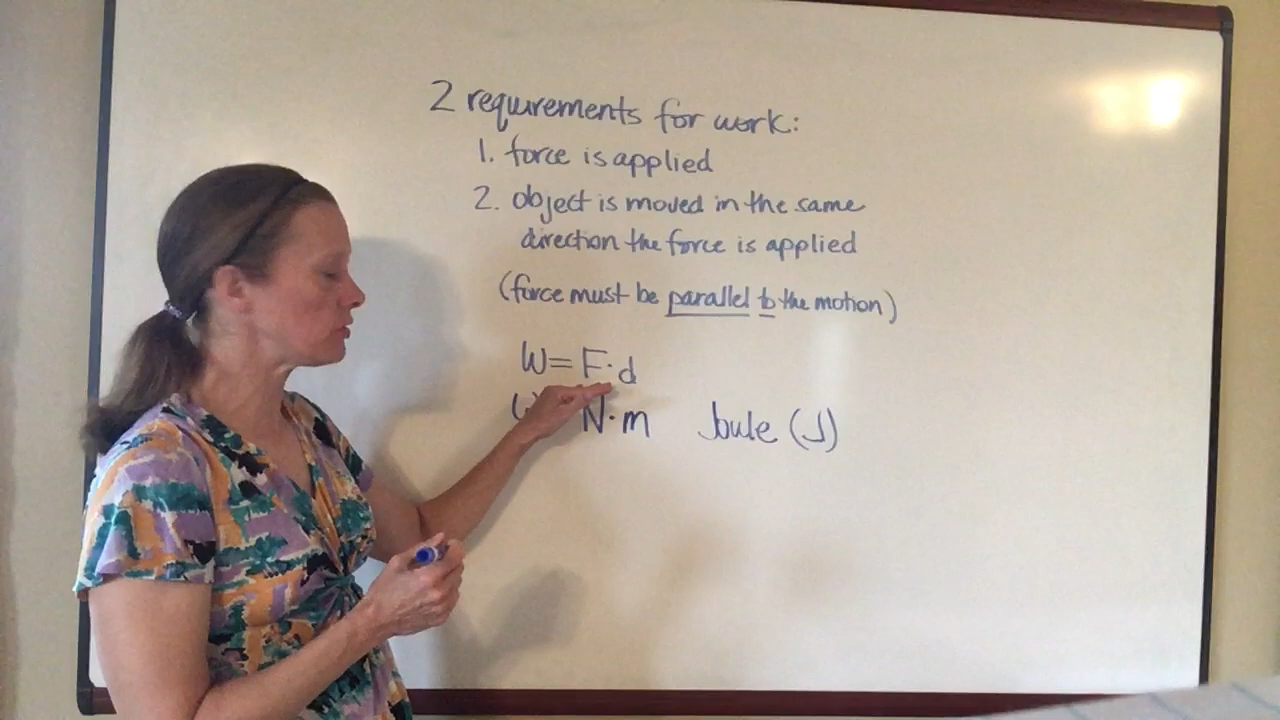 2 requirements for work:
1. force is applied
2. object is moved in the same
direction the force is applied
(force must be parallel to the motion)
W = F · d
N · m Joule (J)